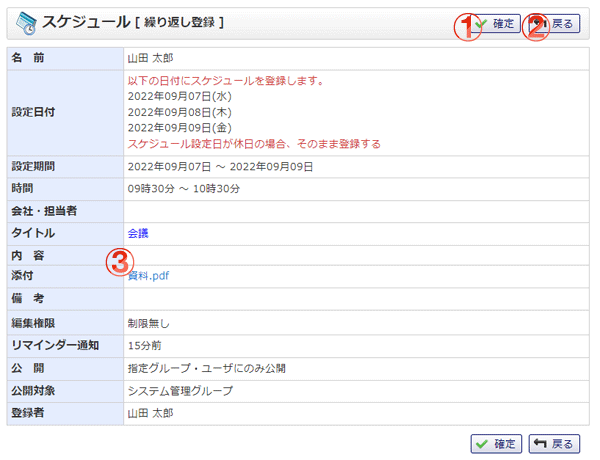 スケジュール [ 繰り返し登録 ]
① 確定 ② 戻る
名　前 山田 太郎
設定日付 以下の日付にスケジュールを登録します。
2022年09月07日(水)
2022年09月08日(木)
2022年09月09日(金)
スケジュール設定日が休日の場合、そのまま登録する
設定期間 2022年09月07日 ～ 2022年09月09日
時間 09時30分 ～ 10時30分
会社・担当者
タイトル 会議
内　容
③
添付 資料.pdf
備　考
編集権限 制限無し
リマインダー通知 15分前
公　開 指定グループ・ユーザにのみ公開
公開対象 システム管理グループ
登録者 山田 太郎
確定 戻る